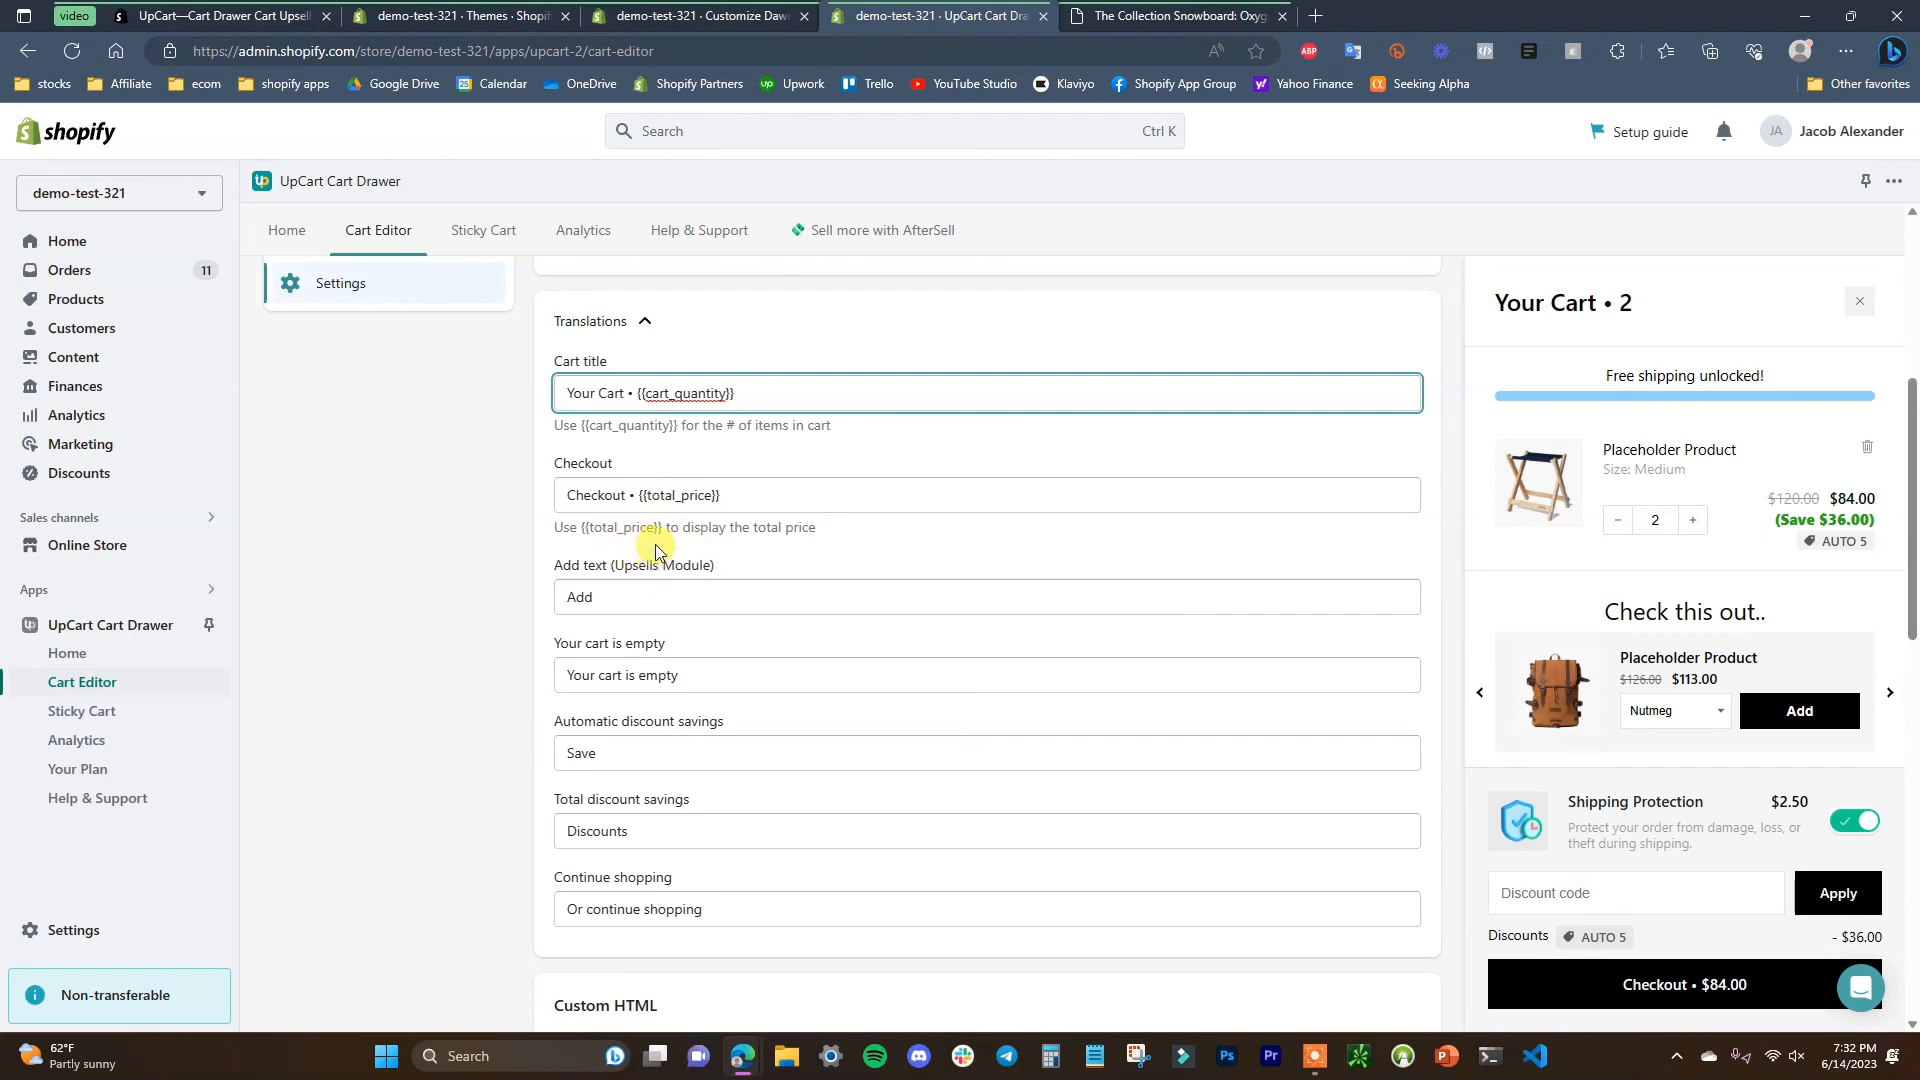 video
UpCart—Cart Drawer Cart Upsell
demo-test-321 · Themes · Shopif
demo-test-321 · Customize Dawn
demo-test-321 · UpCart Cart Dra
The Collection Snowboard: Oxyg
https://admin.shopify.com/store/demo-test-321/apps/upcart-2/cart-editor
stocks
Affiliate
ecom
shopify apps
Google Drive
Calendar
OneDrive
Shopify Partners
Upwork
Trello
YouTube Studio
Klaviyo
Shopify App Group
Yahoo Finance
Seeking Alpha
Other favorites
shopify
Search
Ctrl K
Setup guide
JA
Jacob Alexander
demo-test-321
UpCart Cart Drawer
Home
Cart Editor
Sticky Cart
Analytics
Help & Support
Sell more with AfterSell
Home
Orders
11
Products
Customers
Content
Finances
Analytics
Marketing
Discounts
Sales channels
Online Store
Apps
UpCart Cart Drawer
Home
Cart Editor
Sticky Cart
Analytics
Your Plan
Help & Support
Settings
Non-transferable
Settings
Translations
Cart title
Your Cart • {{cart_quantity}}
Use {{cart_quantity}} for the # of items in cart
Checkout
Checkout • {{total_price}}
Use {{total_price}} to display the total price
Add text (Upsells Module)
Add
Your cart is empty
Your cart is empty
Automatic discount savings
Save
Total discount savings
Discounts
Continue shopping
Or continue shopping
Custom HTML
Your Cart • 2
Free shipping unlocked!
Placeholder Product
Size: Medium
$120.00 $84.00
(Save $36.00)
- 2 +
AUTO 5
Check this out..
Placeholder Product
$126.00 $113.00
Nutmeg
Add
Shipping Protection
$2.50
Protect your order from damage, loss, or
theft during shipping.
Discount code
Apply
Discounts
AUTO 5
- $36.00
Checkout • $84.00
62°F
Partly sunny
Search
7:32 PM
6/14/2023